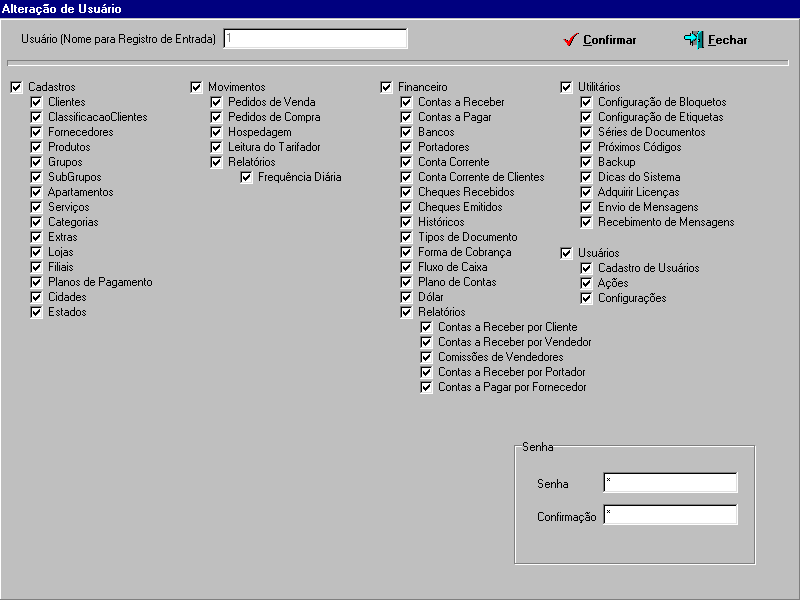 Alteração de Usuário
Usuário (Nome para Registro de Entrada)
1
Confirmar
Fechar
Cadastros
Clientes
ClassificacaoClientes
Fornecedores
Produtos
Grupos
SubGrupos
Apartamentos
Serviços
Categorias
Extras
Lojas
Filiais
Planos de Pagamento
Cidades
Estados
Movimentos
Pedidos de Venda
Pedidos de Compra
Hospedagem
Leitura do Tarifador
Relatórios
Frequência Diária
Financeiro
Contas a Receber
Contas a Pagar
Bancos
Portadores
Conta Corrente
Conta Corrente de Clientes
Cheques Recebidos
Cheques Emitidos
Históricos
Tipos de Documento
Forma de Cobrança
Fluxo de Caixa
Plano de Contas
Dólar
Relatórios
Contas a Receber por Cliente
Contas a Receber por Vendedor
Comissões de Vendedores
Contas a Receber por Portador
Contas a Pagar por Fornecedor
Utilitários
Configuração de Bloquetos
Configuração de Etiquetas
Séries de Documentos
Próximos Códigos
Backup
Dicas do Sistema
Adquirir Licenças
Envio de Mensagens
Recebimento de Mensagens
Usuários
Cadastro de Usuários
Ações
Configurações
Senha
Senha
*
Confirmação
*